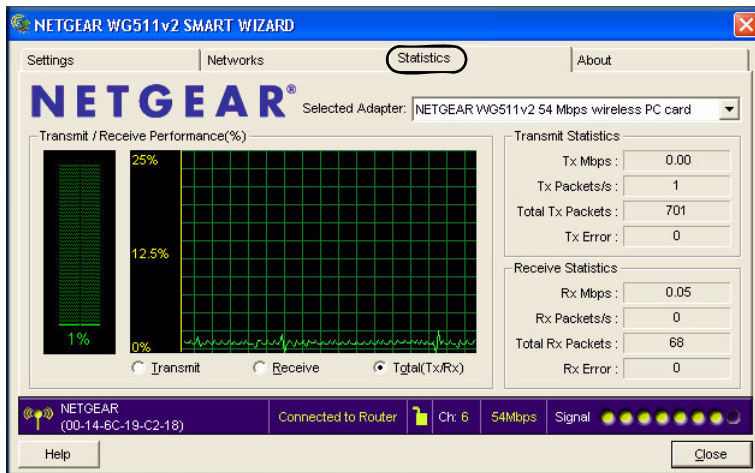 NETGEAR WG511v2 SMART WIZARD
Settings
Networks
Statistics
About
NETGEAR®
Selected Adapter: NETGEAR WG511v2 54 Mbps wireless PC card
Transmit / Receive Performance(%)
25%
12.5%
0%
1%
Transmit
Receive
Total(Tx/Rx)
Transmit Statistics
Tx Mbps : 0.00
Tx Packets/s : 1
Total Tx Packets : 701
Tx Error : 0
Receive Statistics
Rx Mbps : 0.05
Rx Packets/s : 0
Total Rx Packets : 68
Rx Error : 0
NETGEAR
(00-14-6C-19-C2-18)
Connected to Router
Ch: 6
54Mbps
Signal
Help
Close